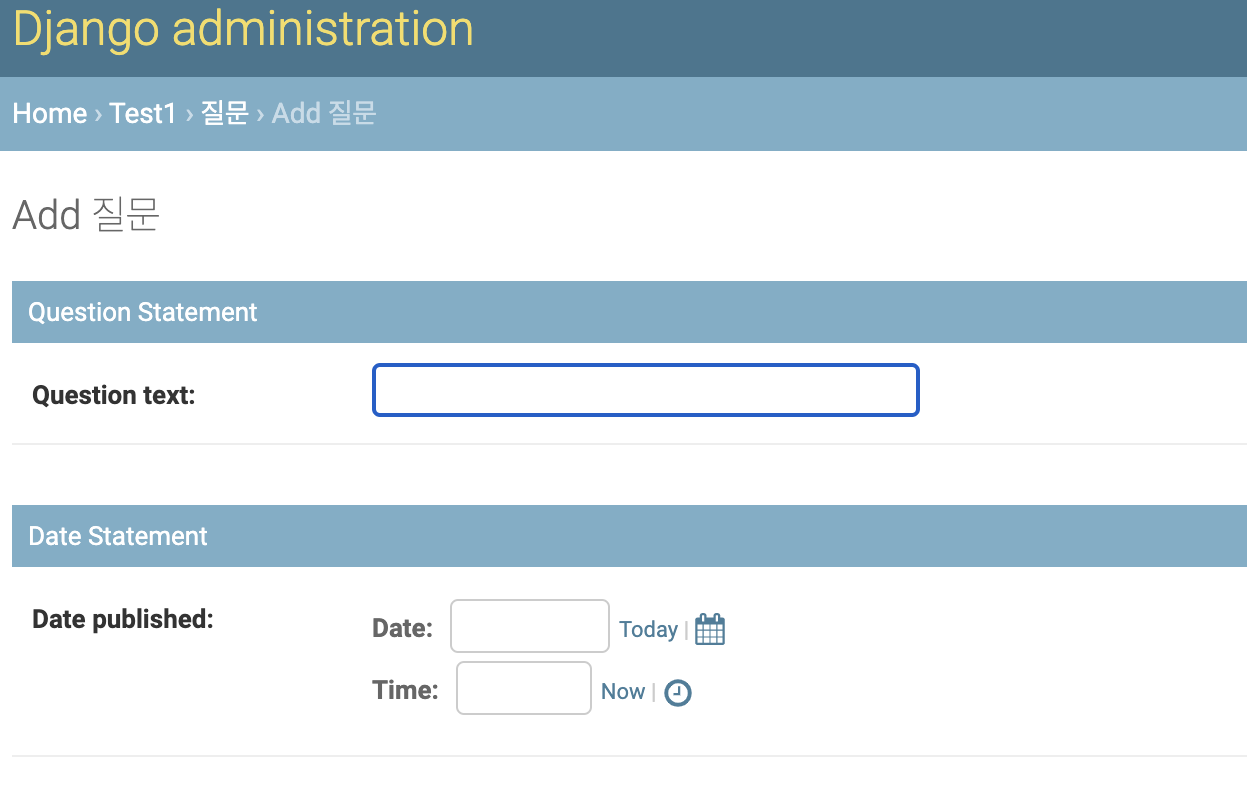 Django administration
Home › Test1 › 질문 › Add 질문
Add 질문
Question Statement
Question text:
Date Statement
Date published:
Date: Today |
Time: Now |